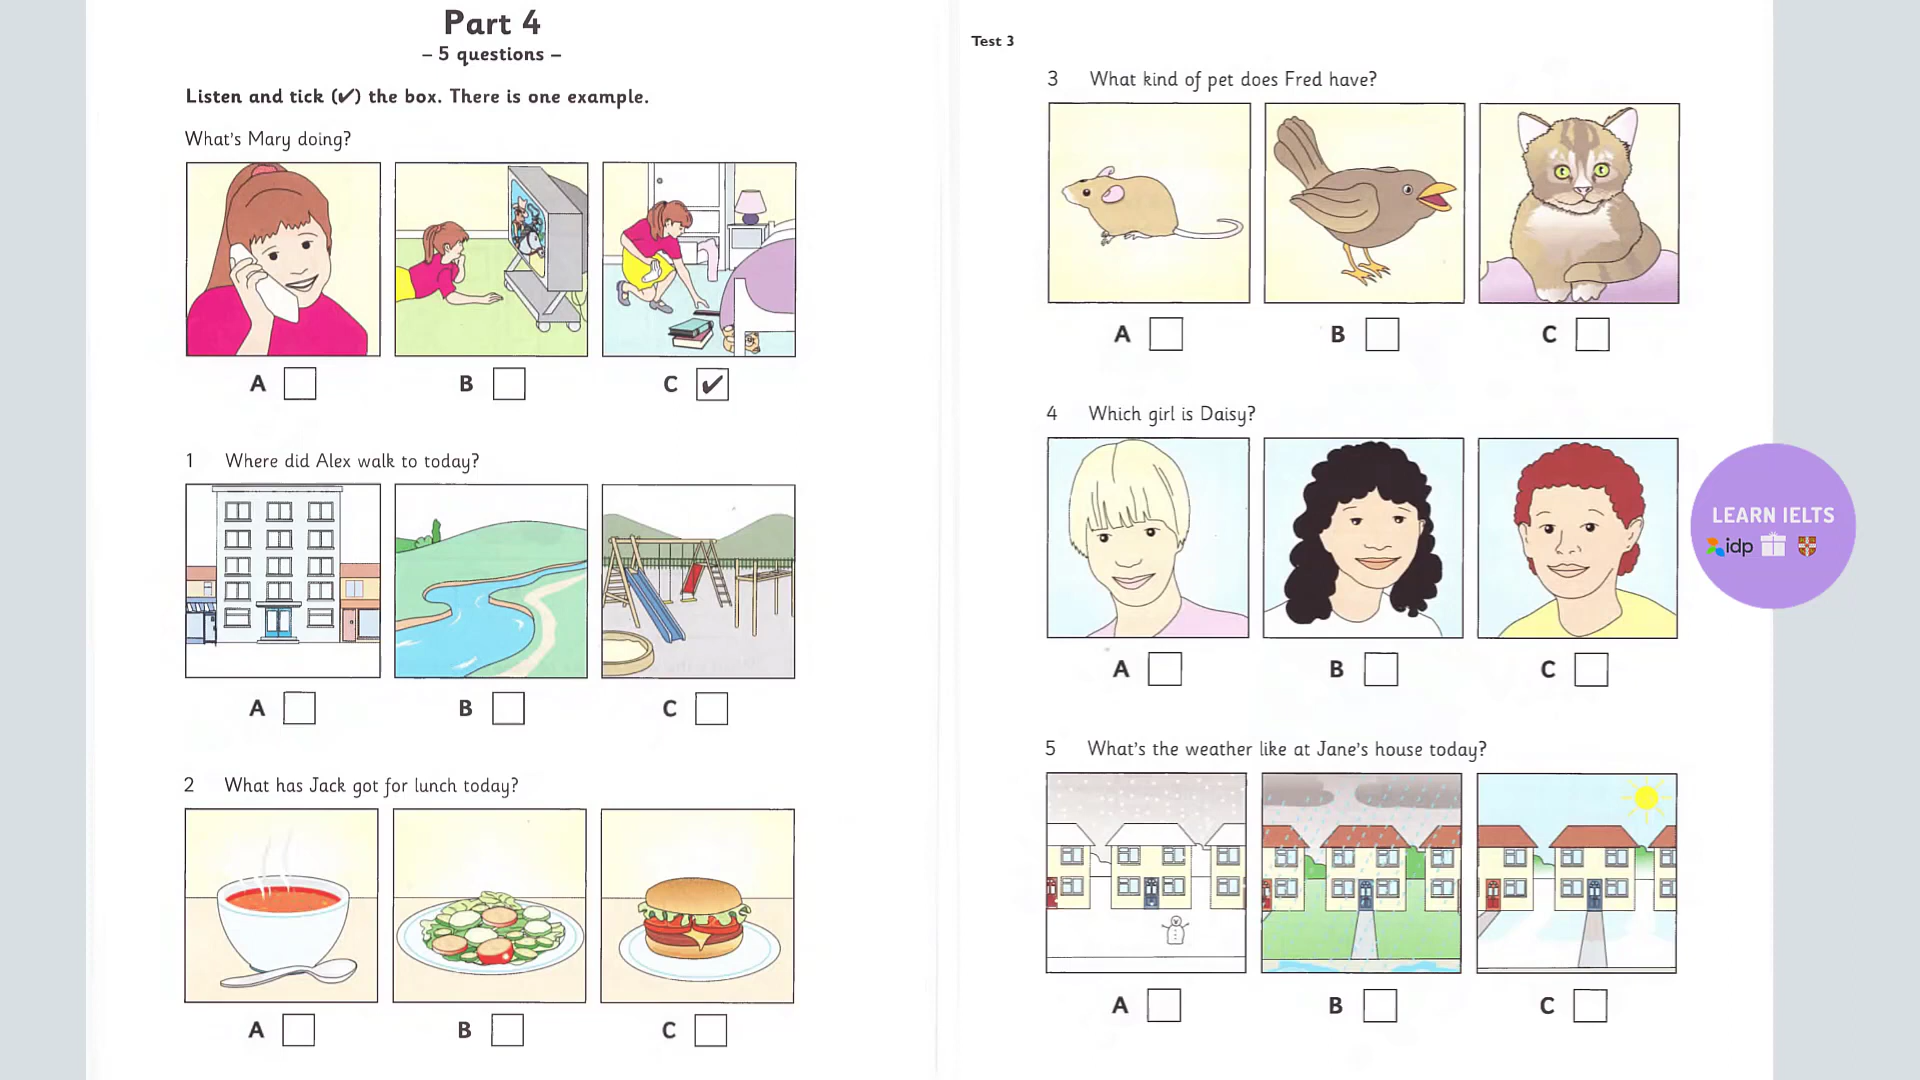 Part 4
– 5 questions –
Listen and tick (✔) the box. There is one example.
What's Mary doing?
A
B
C ✔
1 Where did Alex walk to today?
A
B
C
2 What has Jack got for lunch today?
A
B
C
Test 3
3 What kind of pet does Fred have?
A
B
C
4 Which girl is Daisy?
A
B
C
5 What's the weather like at Jane's house today?
A
B
C
LEARN IELTS
idp